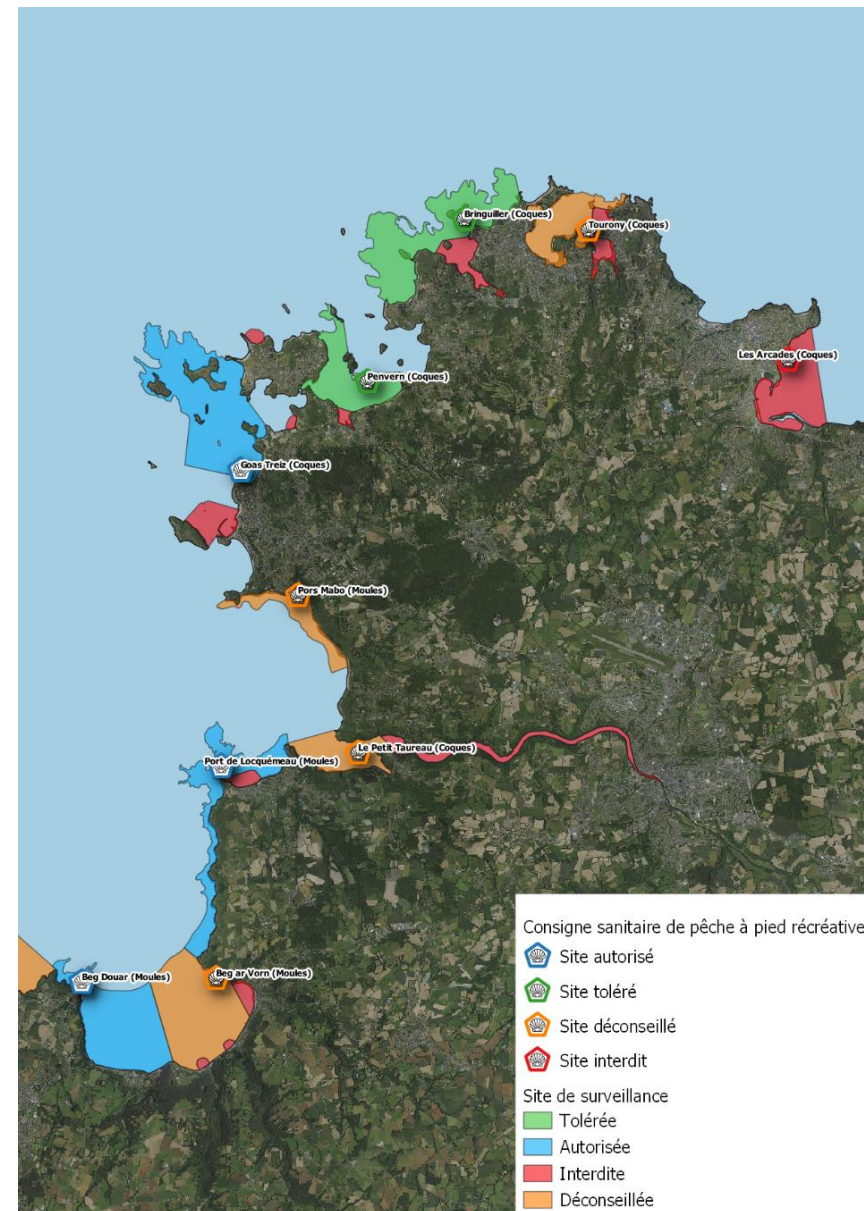 Bringuiller (Coques)
Tourony (Coques)
Les Arcades (Coques)
Penvern (Coques)
Goas Treiz (Coques)
Pors Mabo (Moules)
Le Petit Taureau (Coques)
Port de Locquémeau (Moules)
Beg Douar (Moules)
Beg ar Vorn (Moules)
Consigne sanitaire de pêche à pied récréative
Site autorisé
Site toléré
Site déconseillé
Site interdit
Site de surveillance
Tolérée
Autorisée
Interdite
Déconseillée